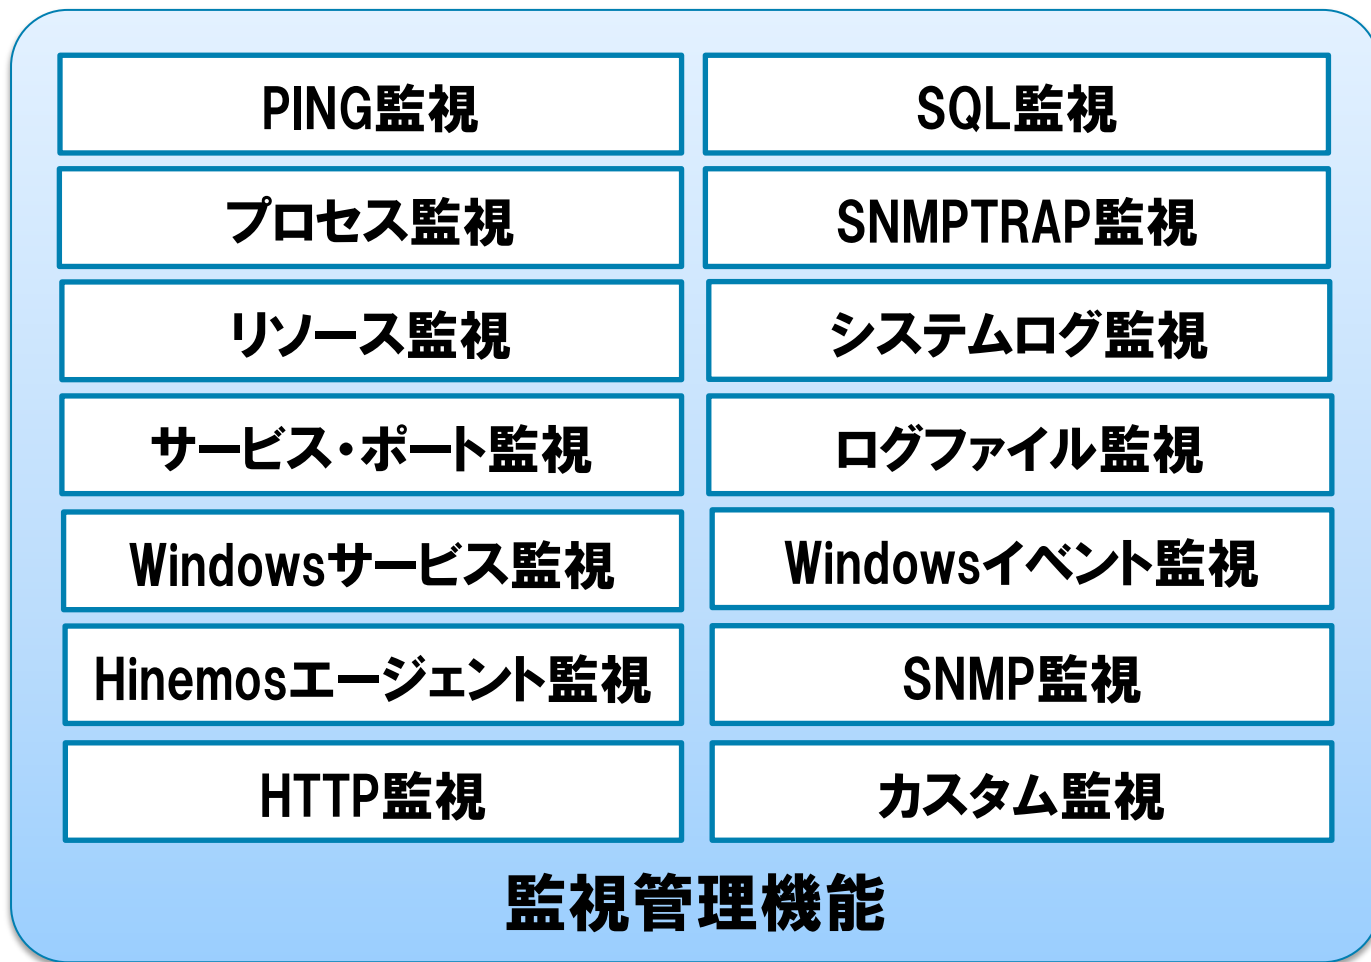 PING監視
SQL監視
プロセス監視
SNMPTRAP監視
リソース監視
システムログ監視
サービス・ポート監視
ログファイル監視
Windowsサービス監視
Windowsイベント監視
Hinemosエージェント監視
SNMP監視
HTTP監視
カスタム監視
監視管理機能